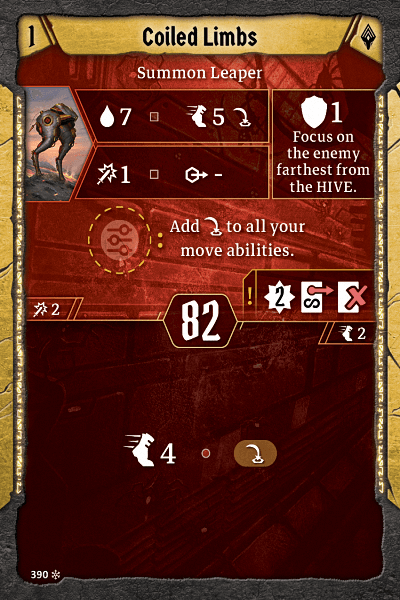 1 Coiled Limbs
Summon Leaper
7 5
1 -
1
Focus on
the enemy
farthest from
the HIVE.
: Add to all your
move abilities.
! 2
2
82
2
4
390